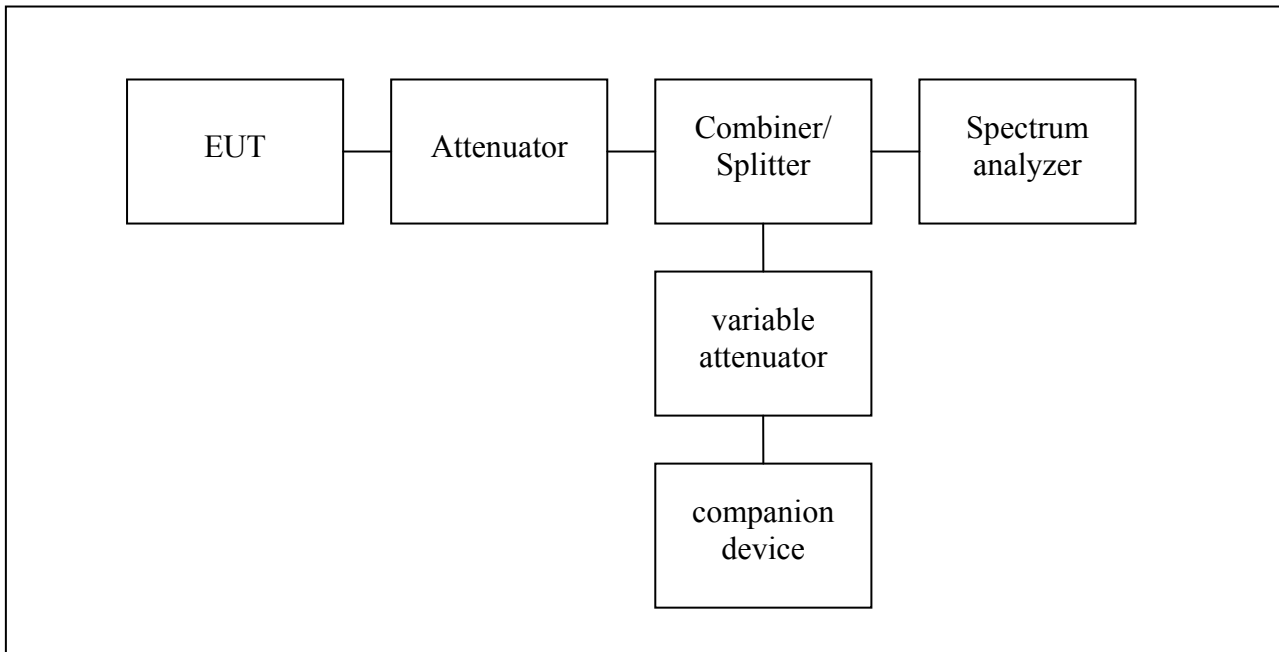 EUT
Attenuator
Combiner/
Splitter
Spectrum
analyzer
variable
attenuator
companion
device